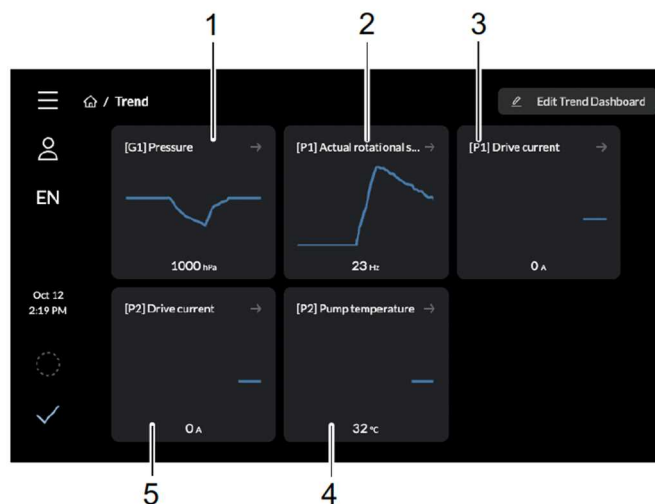 1 2 3
/ Trend
Edit Trend Dashboard
[G1] Pressure
[P1] Actual rotational s...
[P1] Drive current
EN
1000 hPa
23 Hz
0 A
Oct 12
2:19 PM
[P2] Drive current
[P2] Pump temperature
0 A
32 °C
5 4